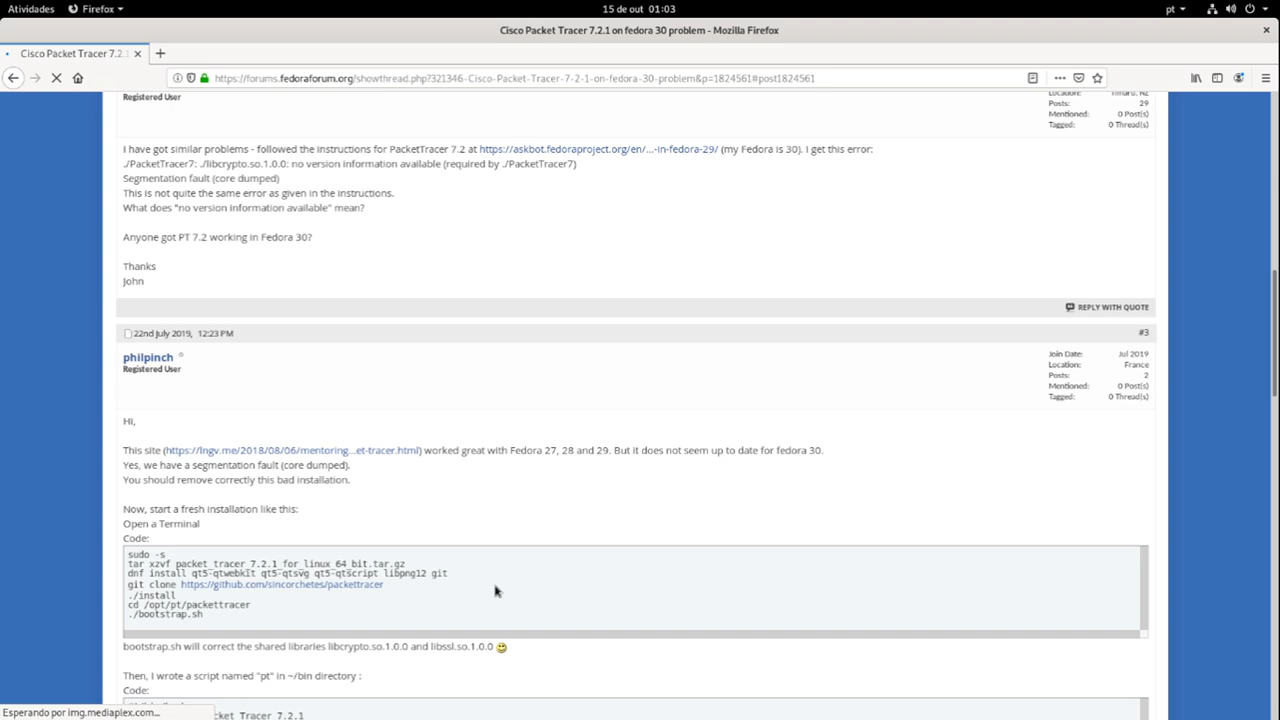 Atividades Firefox 15 de out 01:03 pt
Cisco Packet Tracer 7.2.1 on fedora 30 problem - Mozilla Firefox
Cisco Packet Tracer 7.2.1
https://forums.fedoraforum.org/showthread.php?321346-Cisco-Packet-Tracer-7-2-1-on-fedora-30-problem&p=1824561#post1824561
Registered User
Location: Timaru, NZ
Posts: 29
Mentioned: 0 Post(s)
Tagged: 0 Thread(s)
I have got similar problems - followed the instructions for PacketTracer 7.2 at https://askbot.fedoraproject.org/en/...-in-fedora-29/ (my Fedora is 30). I get this error:
./PacketTracer7: ./libcrypto.so.1.0.0: no version information available (required by ./PacketTracer7)
Segmentation fault (core dumped)
This is not quite the same error as given in the instructions.
What does "no version information available" mean?
Anyone got PT 7.2 working in Fedora 30?
Thanks
John
REPLY WITH QUOTE
22nd July 2019, 12:23 PM #3
philpinch
Registered User
Join Date: Jul 2019
Location: France
Posts: 2
Mentioned: 0 Post(s)
Tagged: 0 Thread(s)
Hi,
This site (https://lngv.me/2018/08/06/mentoring...et-tracer.html) worked great with Fedora 27, 28 and 29. But it does not seem up to date for fedora 30.
Yes, we have a segmentation fault (core dumped).
You should remove correctly this bad installation.
Now, start a fresh installation like this:
Open a Terminal
Code:
sudo -s
tar xzvf packet_tracer_7.2.1_for_linux_64_bit.tar.gz
dnf install qt5-qtwebkit qt5-qtsvg qt5-qtscript libpng12 git
git clone https://github.com/sincorchetes/packettracer
./install
cd /opt/pt/packettracer
./bootstrap.sh
bootstrap.sh will correct the shared libraries libcrypto.so.1.0.0 and libssl.so.1.0.0
Then, I wrote a script named "pt" in ~/bin directory :
Code:
cket Tracer 7.2.1
Esperando por img.mediaplex.com...